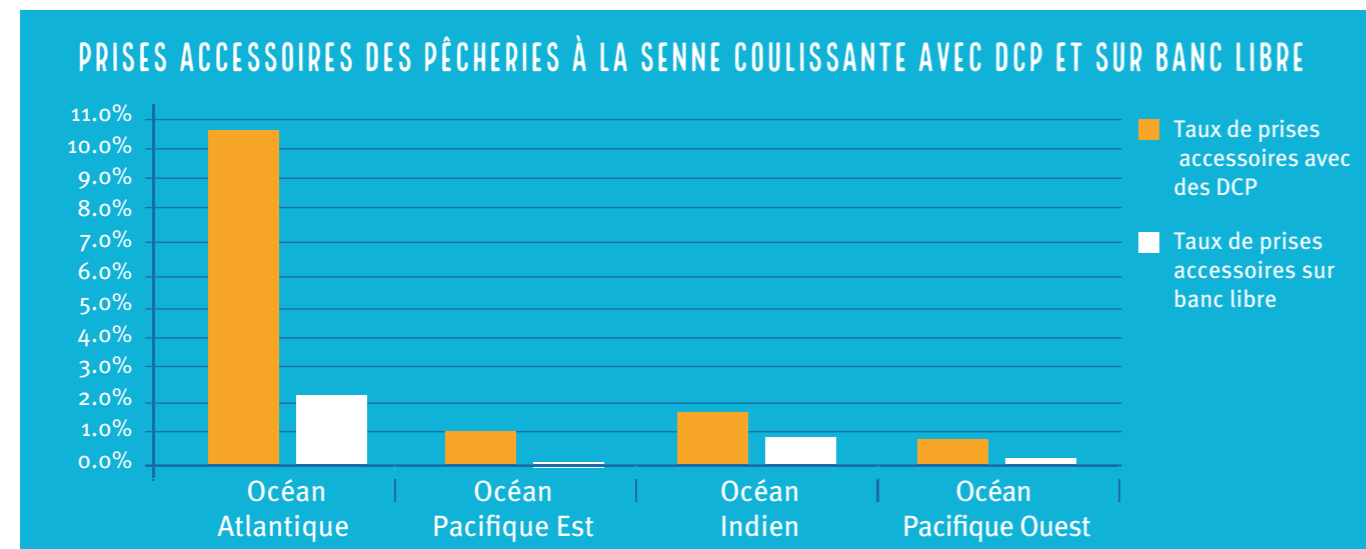 PRISES ACCESSOIRES DES PÊCHERIES À LA SENNE COULISSANTE AVEC DCP ET SUR BANC LIBRE
11.0%
10.0%
9.0%
8.0%
7.0%
6.0%
5.0%
4.0%
3.0%
2.0%
1.0%
0.0%
Océan
Atlantique
Océan
Pacifique Est
Océan
Indien
Océan
Pacifique Ouest
Taux de prises
accessoires avec
des DCP
Taux de prises
accessoires sur
banc libre